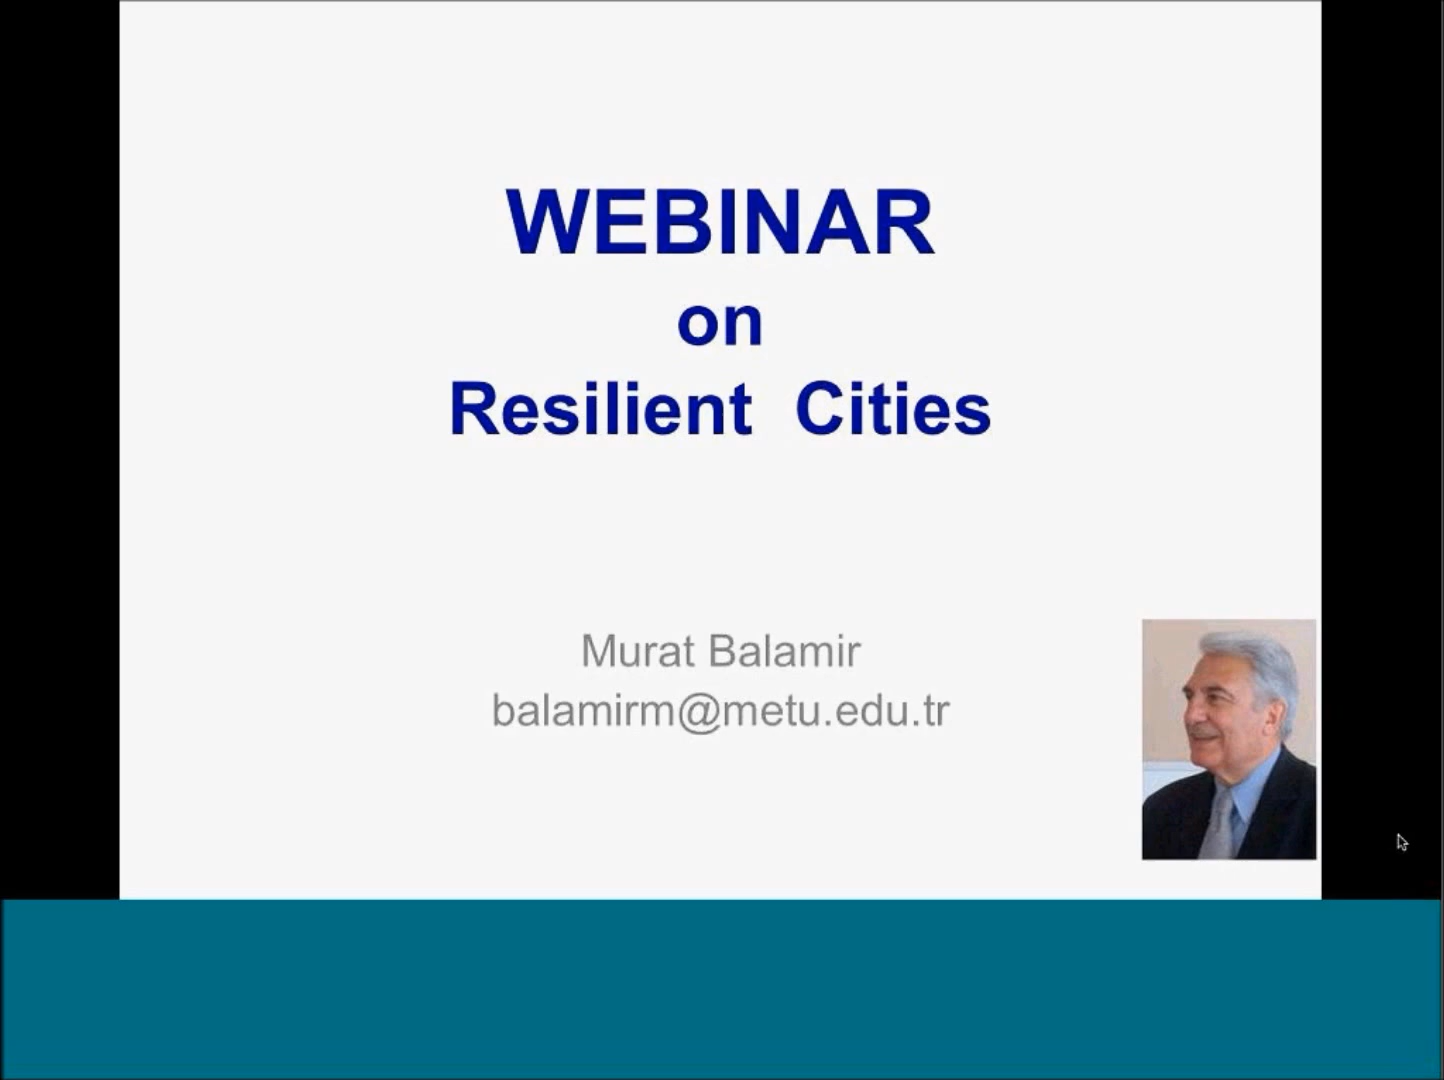 WEBINAR
on
Resilient Cities
Murat Balamir
balamirm@metu.edu.tr